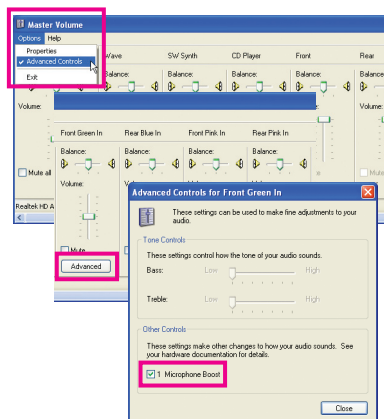 Master Volume
Options Help
Properties
Advanced Controls
Exit
Wave SW Synth CD Player Front Rear
Balance: Balance: Balance: Balance: Balance
Volume: Volume:
Mute all Mute
Realtek HD A
Front Green In Rear Blue In Front Pink In Rear Pink In
Balance: Balance: Balance: Balance:
Volume:
Mute
Advanced
Advanced Controls for Front Green In
These settings can be used to make fine adjustments to your
audio.
Tone Controls
These settings control how the tone of your audio sounds.
Bass: Low High
Treble: Low High
Other Controls
These settings make other changes to how your audio sounds. See
your hardware documentation for details.
1 Microphone Boost
Close